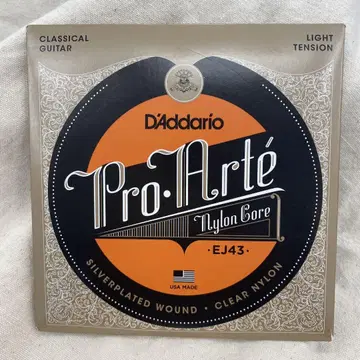 CLASSICAL GUITAR
LIGHT TENSION
D'Addario
Pro·Arté
Nylon Core
·EJ43·
USA MADE
SILVERPLATED WOUND · CLEAR NYLON